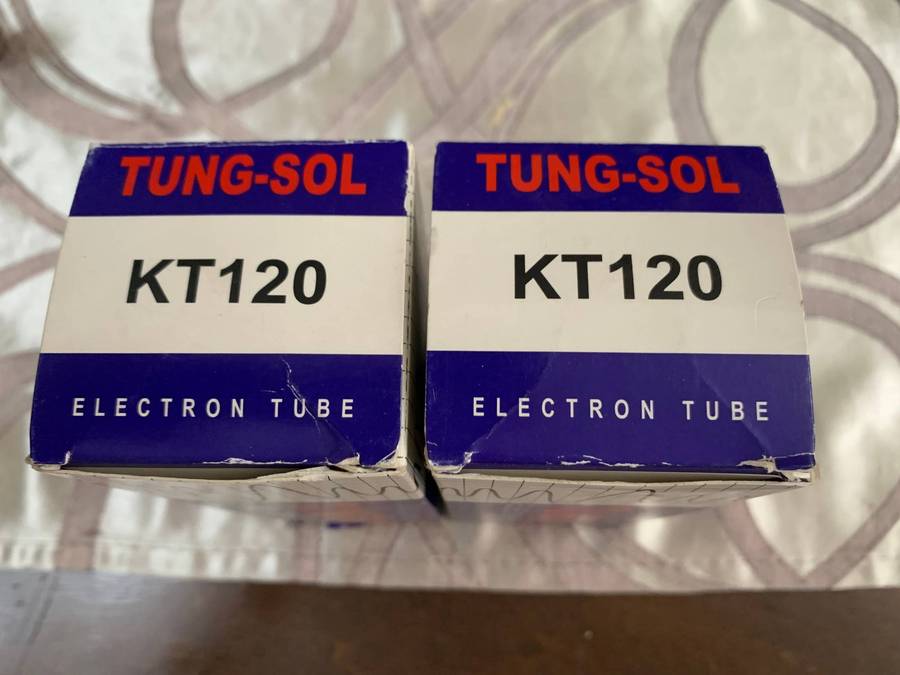 TUNG-SOL
KT120
ELECTRON TUBE
TUNG-SOL
KT120
ELECTRON TUBE